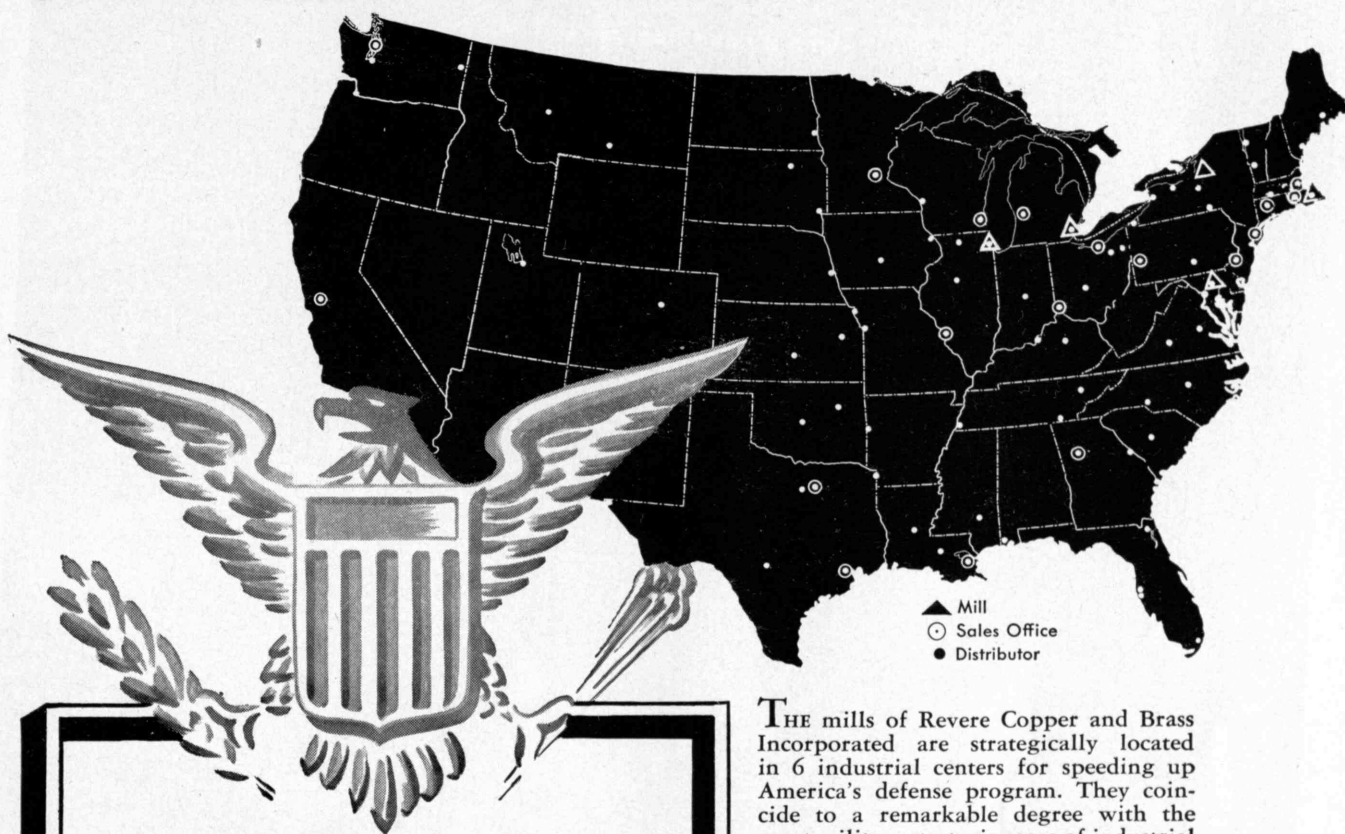 Mill
Sales Office
Distributor
THE mills of Revere Copper and Brass
Incorporated are strategically located
in 6 industrial centers for speeding up
America's defense program. They coin-
cide to a remarkable degree with the